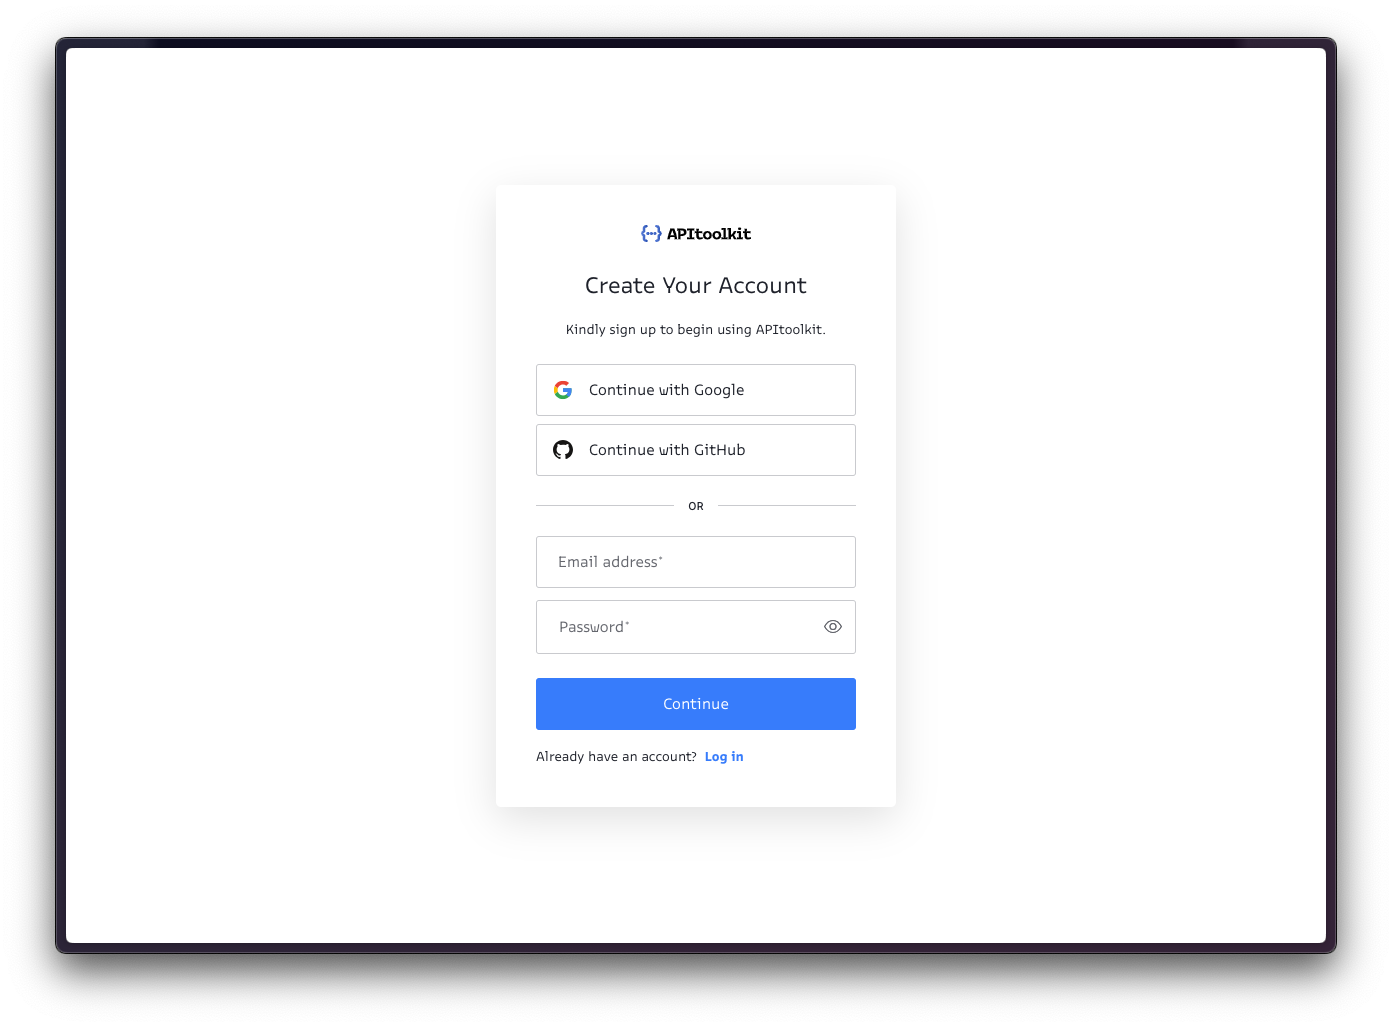 APItoolkit
Create Your Account
Kindly sign up to begin using APItoolkit.
Continue with Google
Continue with GitHub
OR
Email address*
Password*
Continue
Already have an account? Log in